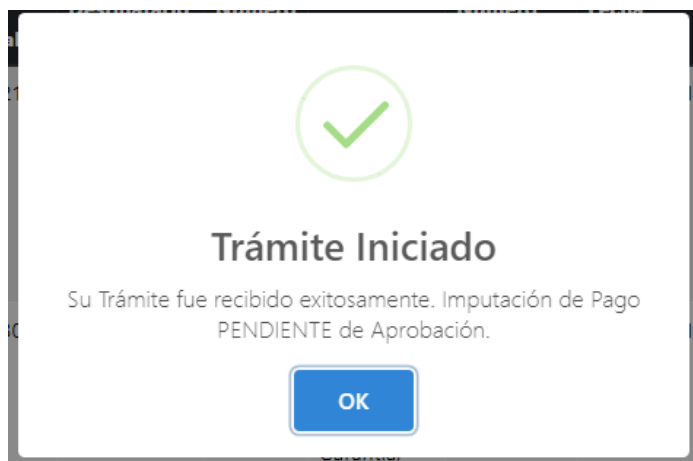 Trámite Iniciado
Su Trámite fue recibido exitosamente. Imputación de Pago
PENDIENTE de Aprobación.
OK